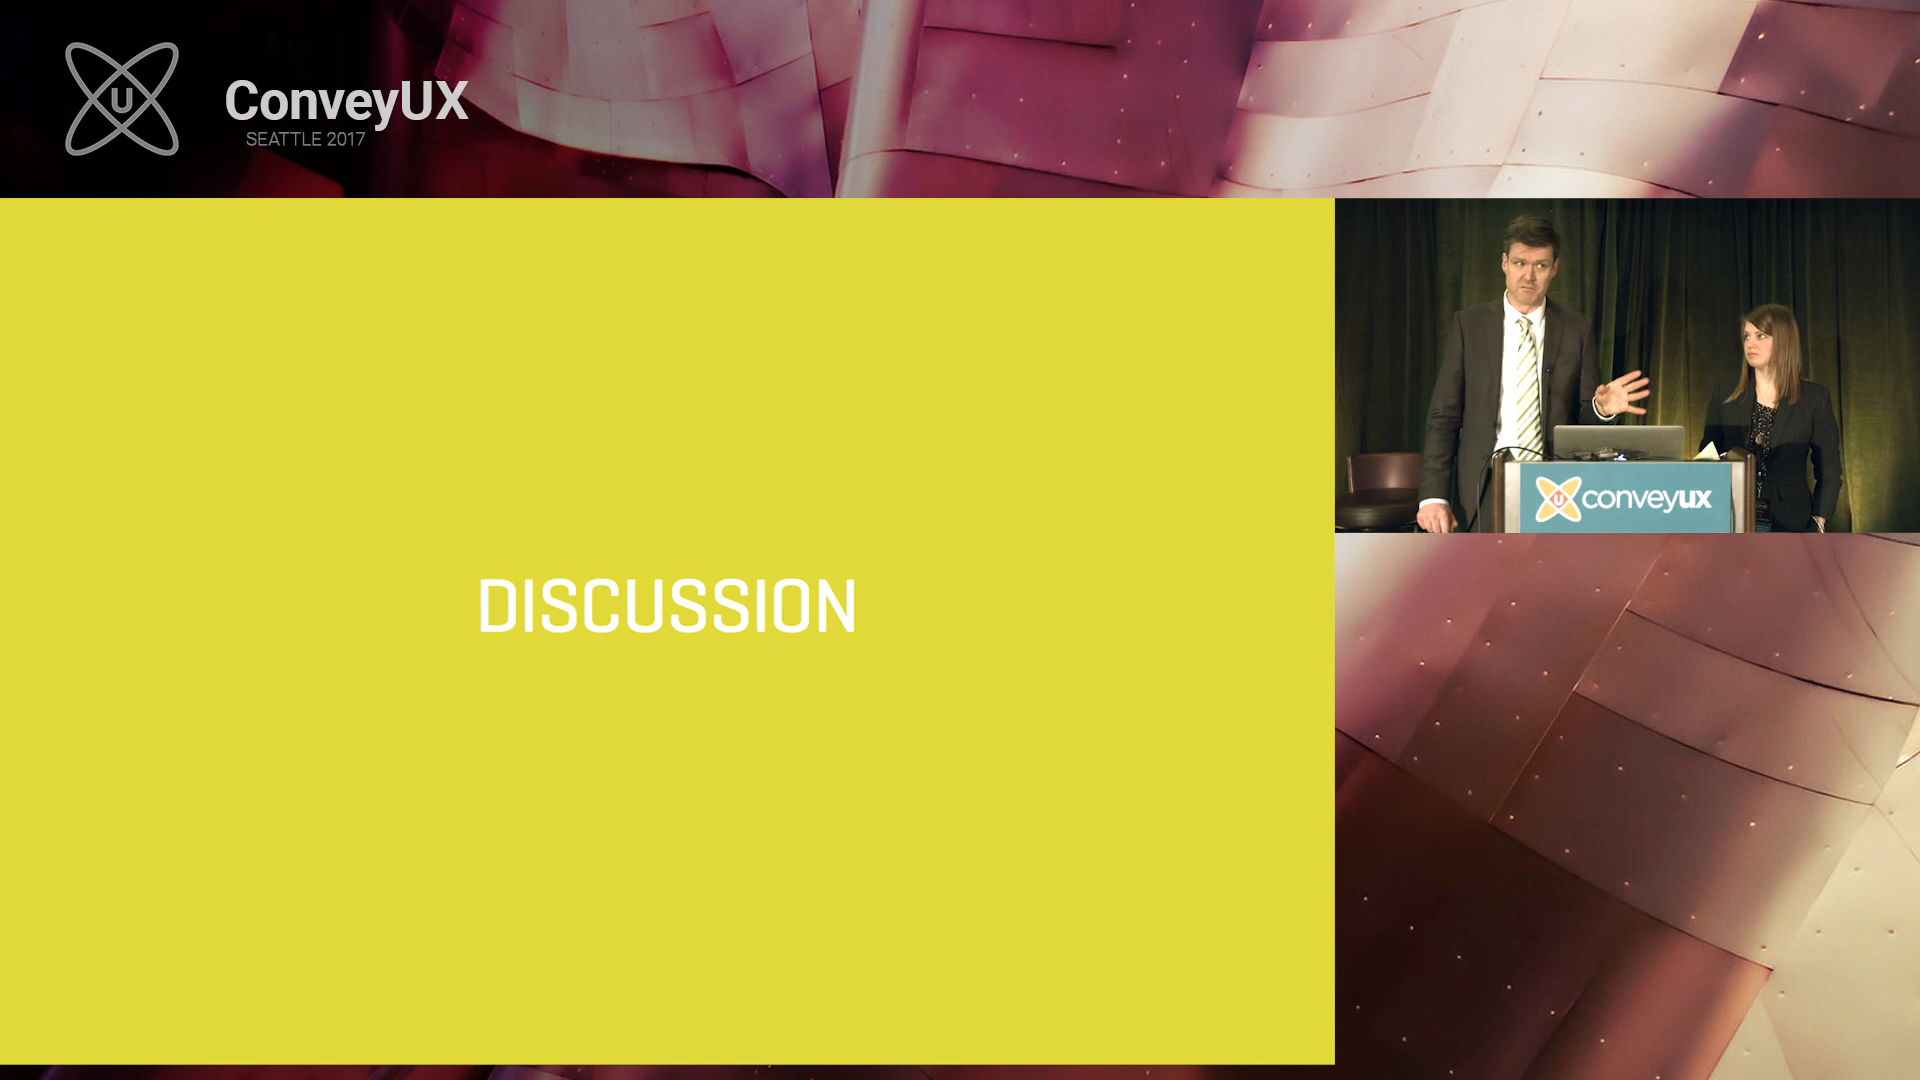 U
ConveyUX
SEATTLE 2017
DISCUSSION
U
conveyux